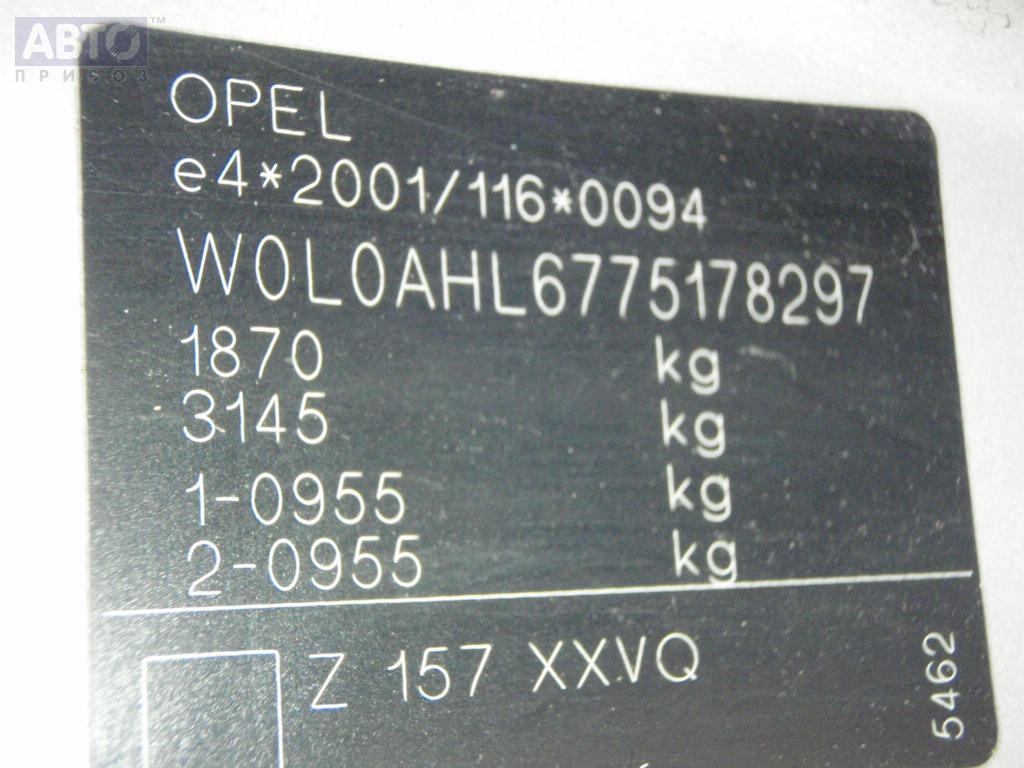 АВТО™
ПРИВОЗ
OPEL
e4*2001/116*0094
W0L0AHL6775178297
1870 kg
3145 kg
1-0955 kg
2-0955 kg
Z 157 XXVQ
5462